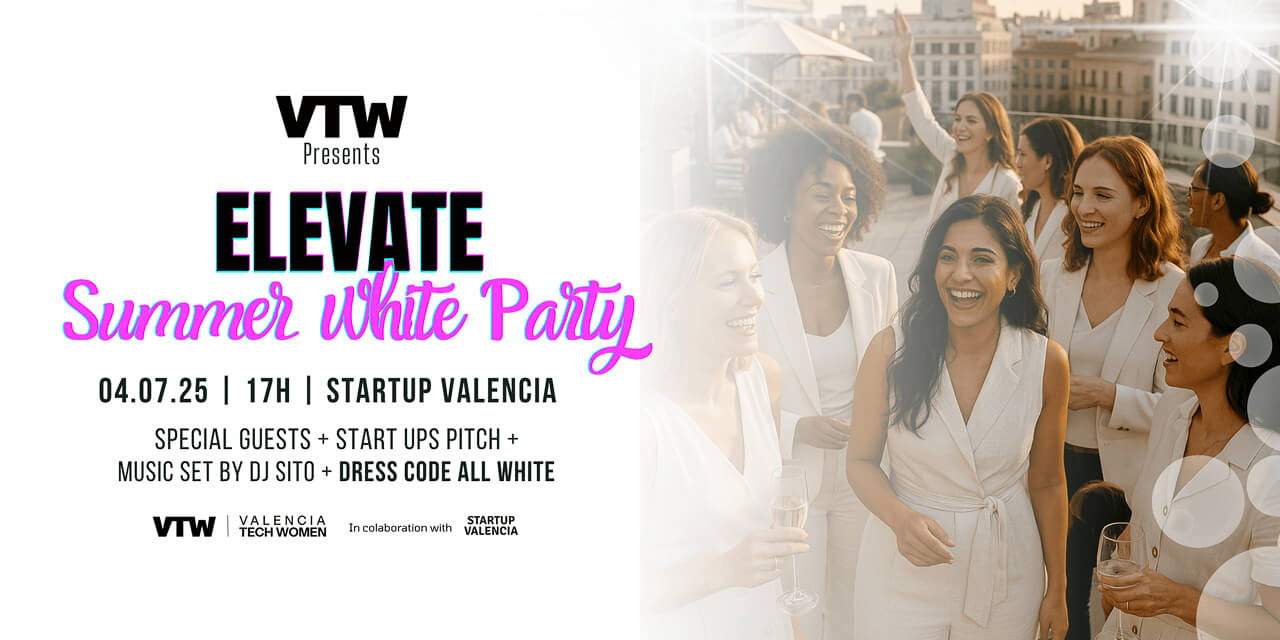 VTW
Presents
ELEVATE
Summer White Party
04.07.25 | 17H | STARTUP VALENCIA
SPECIAL GUESTS + START UPS PITCH +
MUSIC SET BY DJ SITO + DRESS CODE ALL WHITE
VTW | VALENCIA TECH WOMEN
In colaboration with
STARTUP VALENCIA